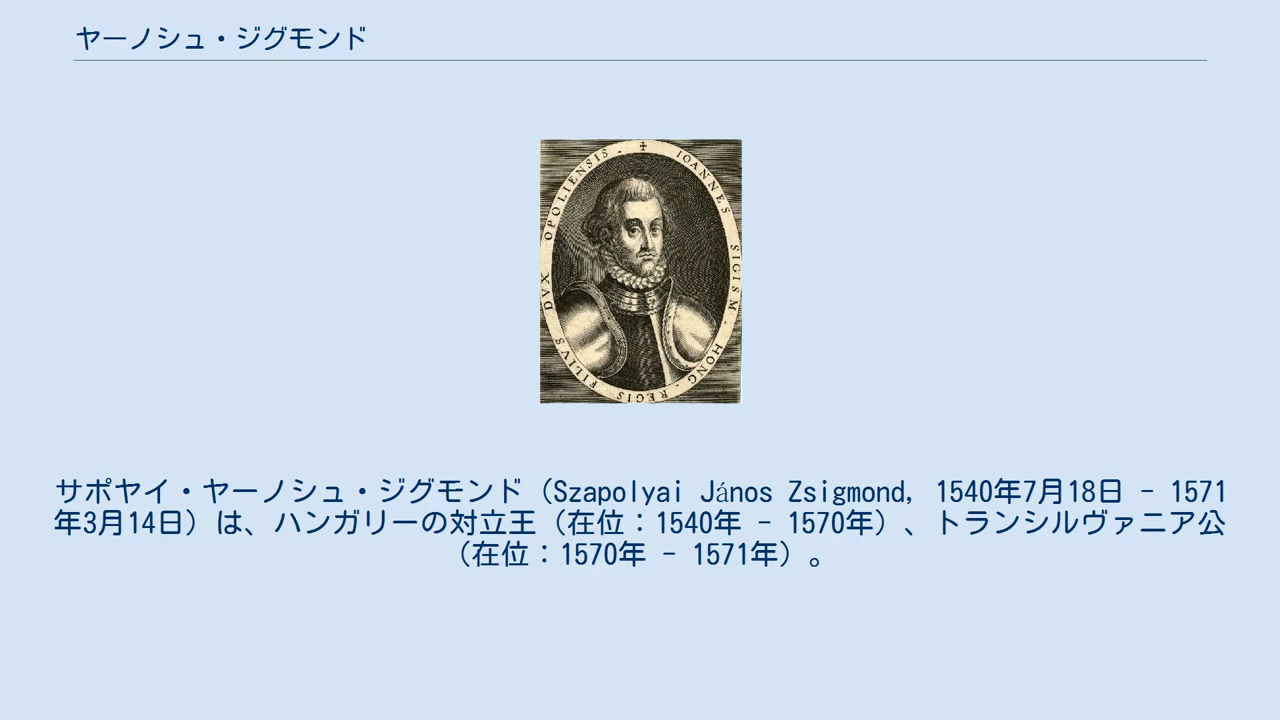 ヤーノシュ・ジグモンド
✝ IOANNES SIGISM. HONG. REGIS FILIVS DVX OPOLIENSIS.
サポヤイ・ヤーノシュ・ジグモンド（Szapolyai János Zsigmond, 1540年7月18日 - 1571
年3月14日）は、ハンガリーの対立王（在位：1540年 - 1570年）、トランシルヴァニア公
（在位：1570年 - 1571年）。